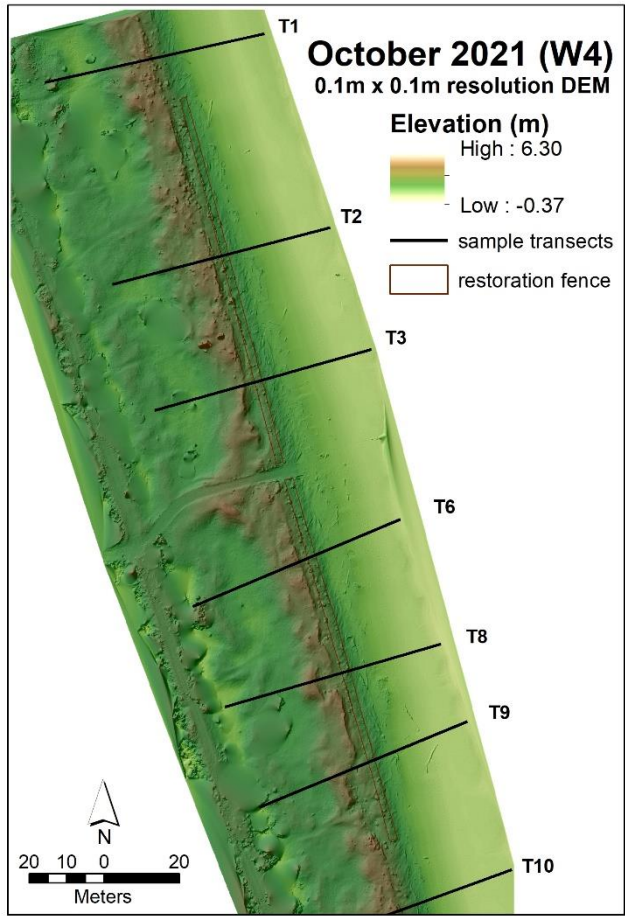 T1
October 2021 (W4)
0.1m x 0.1m resolution DEM
Elevation (m)
High : 6.30
Low : -0.37
T2
sample transects
restoration fence
T3
T6
T8
T9
N
20 10 0 20
Meters
T10